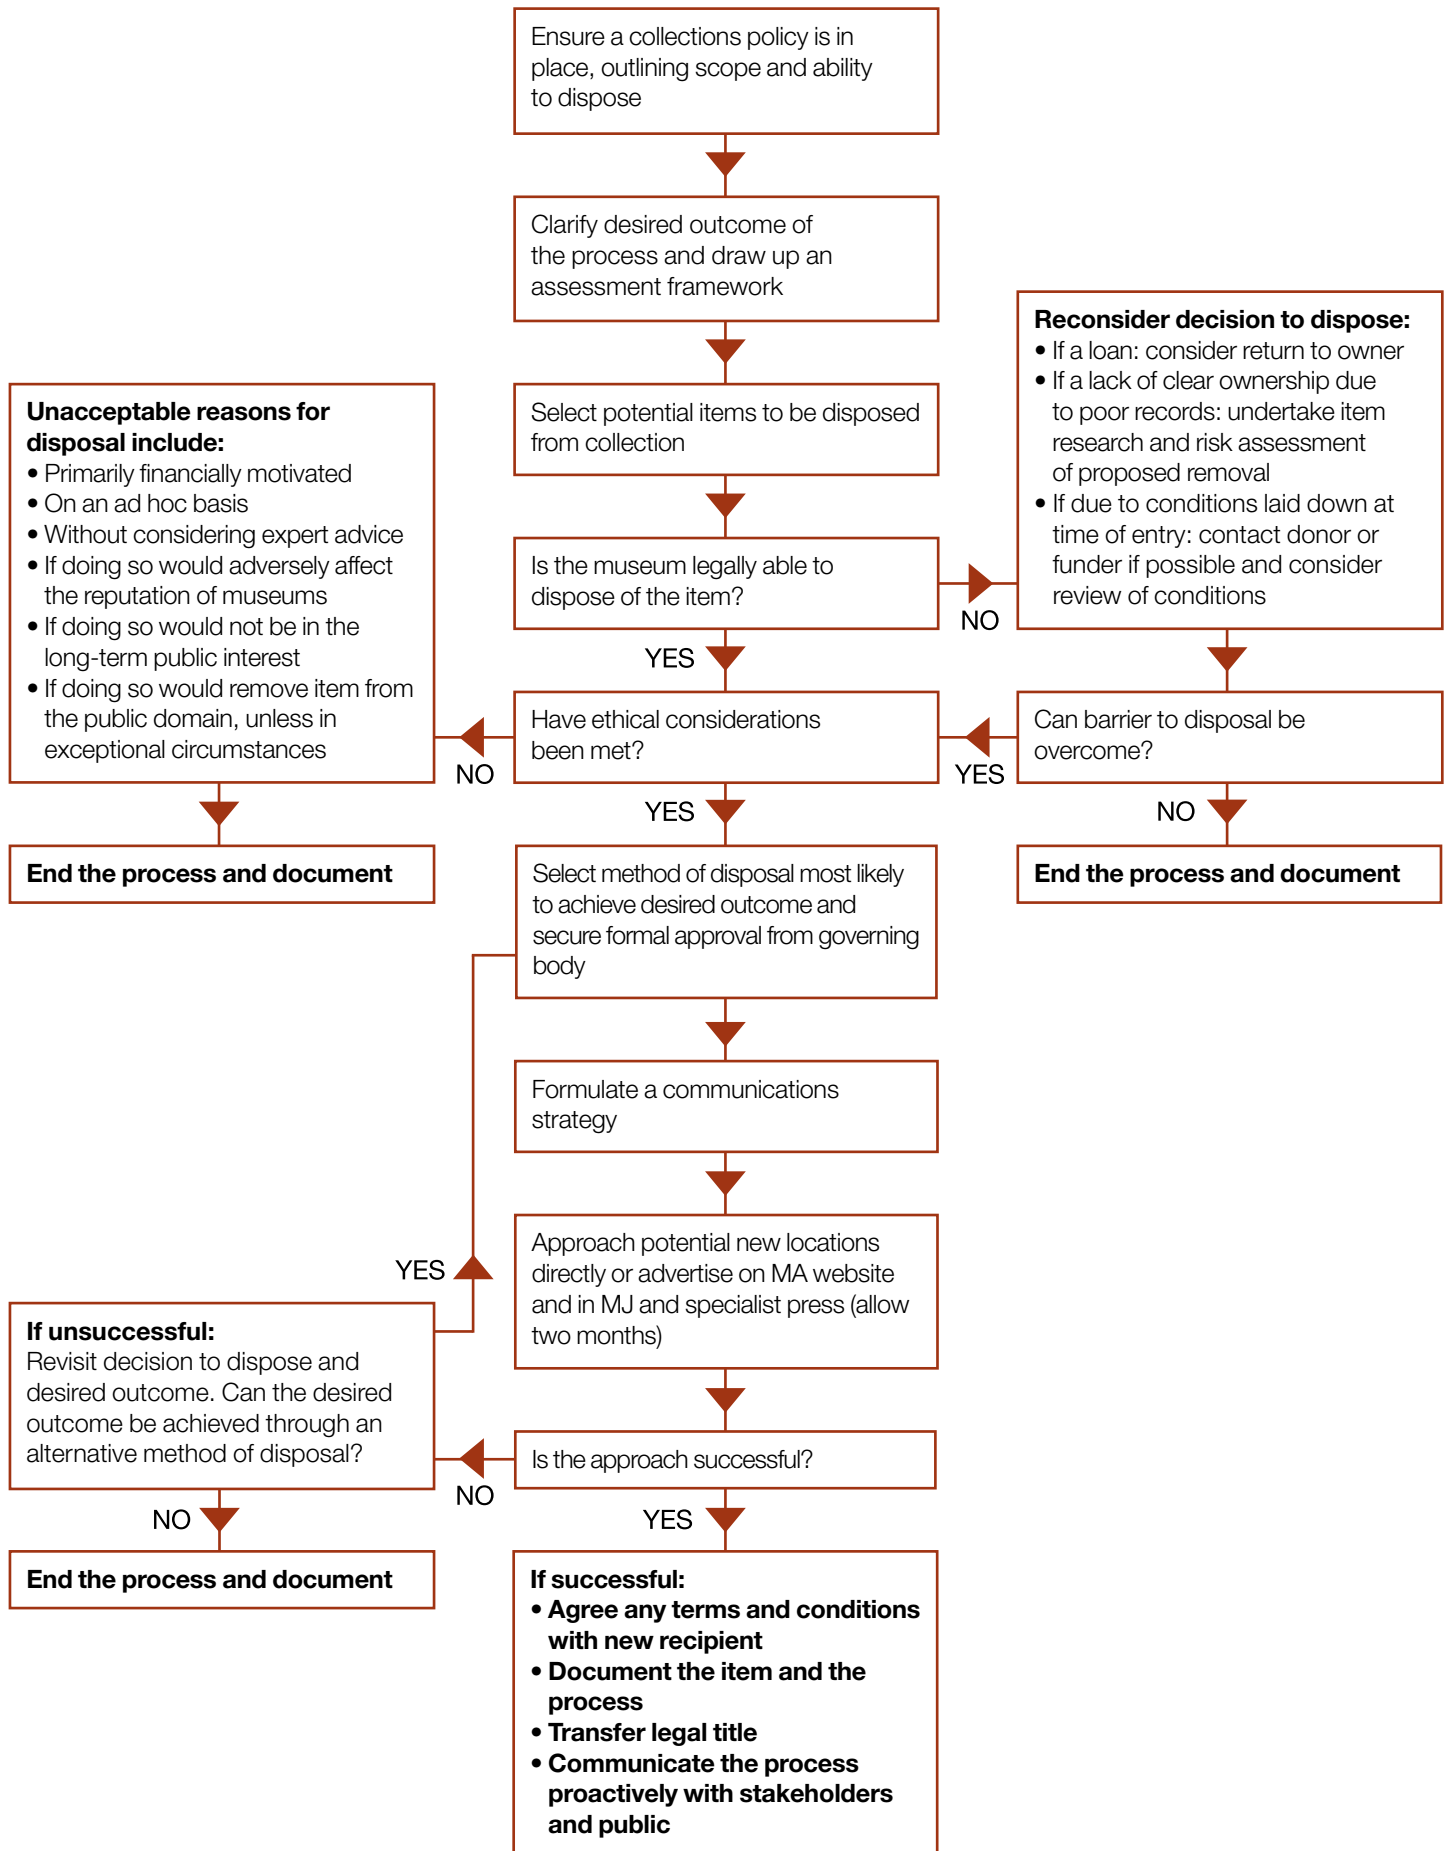 Ensure a collections policy is in
place, outlining scope and ability
to dispose
Clarify desired outcome of
the process and draw up an
assessment framework
Select potential items to be disposed
from collection
Is the museum legally able to
dispose of the item?
NO
YES
Reconsider decision to dispose:
• If a loan: consider return to owner
• If a lack of clear ownership due
to poor records: undertake item
research and risk assessment
of proposed removal
• If due to conditions laid down at
time of entry: contact donor or
funder if possible and consider
review of conditions
Can barrier to disposal be
overcome?
YES
NO
End the process and document
Have ethical considerations
been met?
NO
YES
Unacceptable reasons for
disposal include:
• Primarily financially motivated
• On an ad hoc basis
• Without considering expert advice
• If doing so would adversely affect
the reputation of museums
• If doing so would not be in the
long-term public interest
• If doing so would remove item from
the public domain, unless in
exceptional circumstances
End the process and document
Select method of disposal most likely
to achieve desired outcome and
secure formal approval from governing
body
Formulate a communications
strategy
Approach potential new locations
directly or advertise on MA website
and in MJ and specialist press (allow
two months)
Is the approach successful?
NO
YES
If unsuccessful:
Revisit decision to dispose and
desired outcome. Can the desired
outcome be achieved through an
alternative method of disposal?
YES
NO
End the process and document
If successful:
• Agree any terms and conditions
with new recipient
• Document the item and the
process
• Transfer legal title
• Communicate the process
proactively with stakeholders
and public